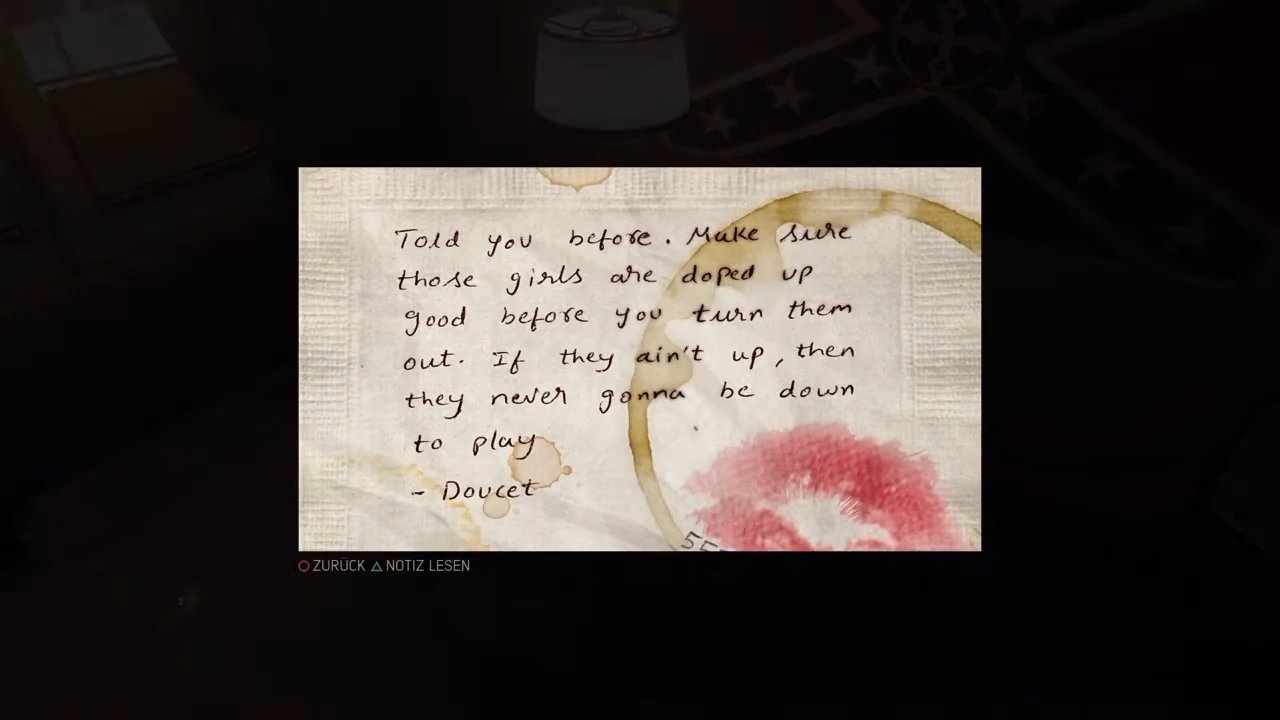 Told you before. Make sure
those girls are doped up
good before you turn them
out. If they ain't up, then
they never gonna be down
to play
- Doucet
ZURÜCK NOTIZ LESEN